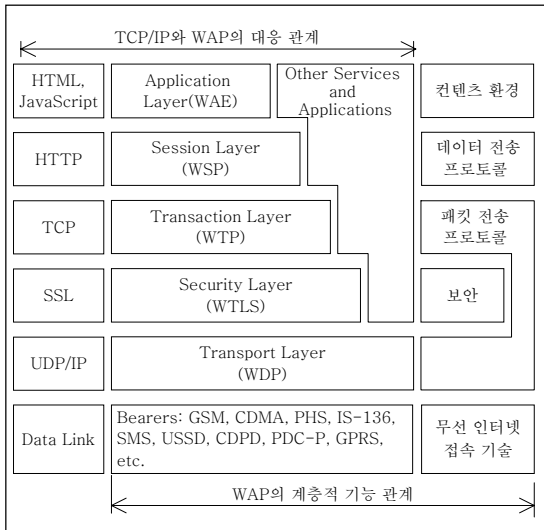 TCP/IP와 WAP의 대응 관계
HTML,
JavaScript
Application
Layer(WAE)
Other Services
and
Applications
컨텐츠 환경
HTTP
Session Layer
(WSP)
데이터 전송
프로토콜
TCP
Transaction Layer
(WTP)
패킷 전송
프로토콜
SSL
Security Layer
(WTLS)
보안
UDP/IP
Transport Layer
(WDP)
Data Link
Bearers: GSM, CDMA, PHS, IS-136,
SMS, USSD, CDPD, PDC-P, GPRS,
etc.
무선 인터넷
접속 기술
WAP의 계층적 기능 관계